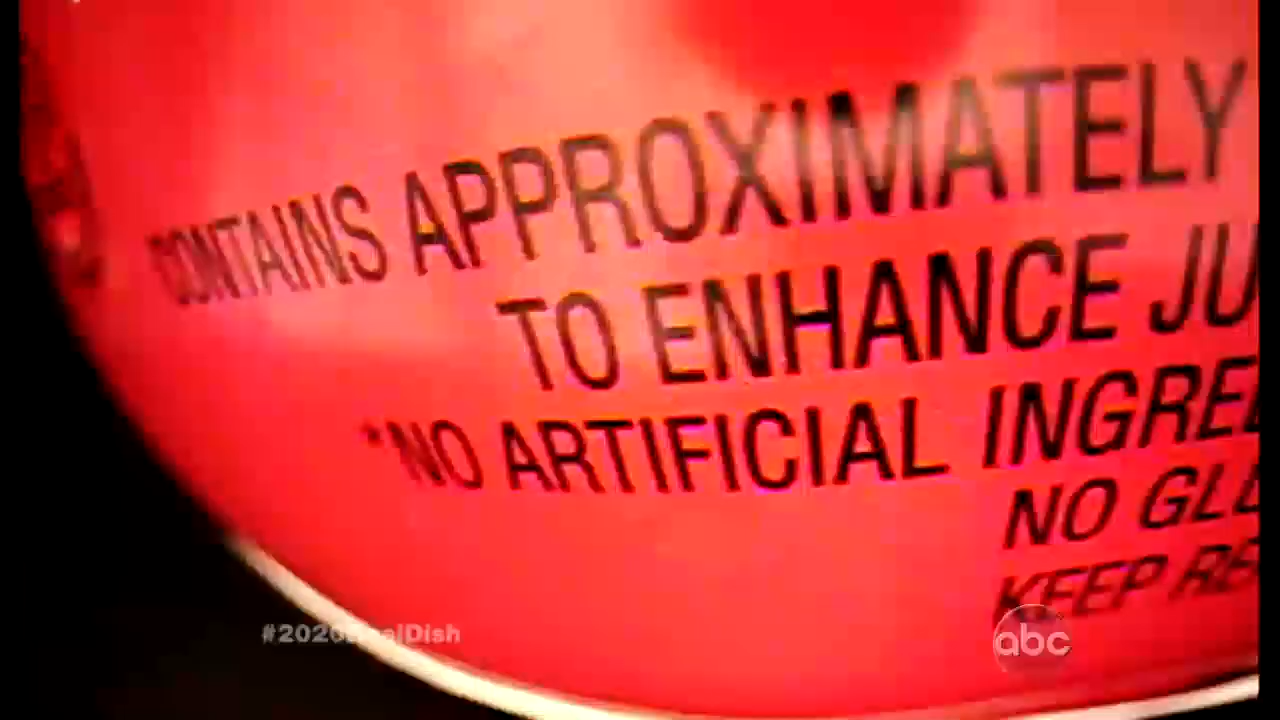 CONTAINS APPROXIMATELY
TO ENHANCE JU
*NO ARTIFICIAL INGRE
NO GL
KEEP RE
abc